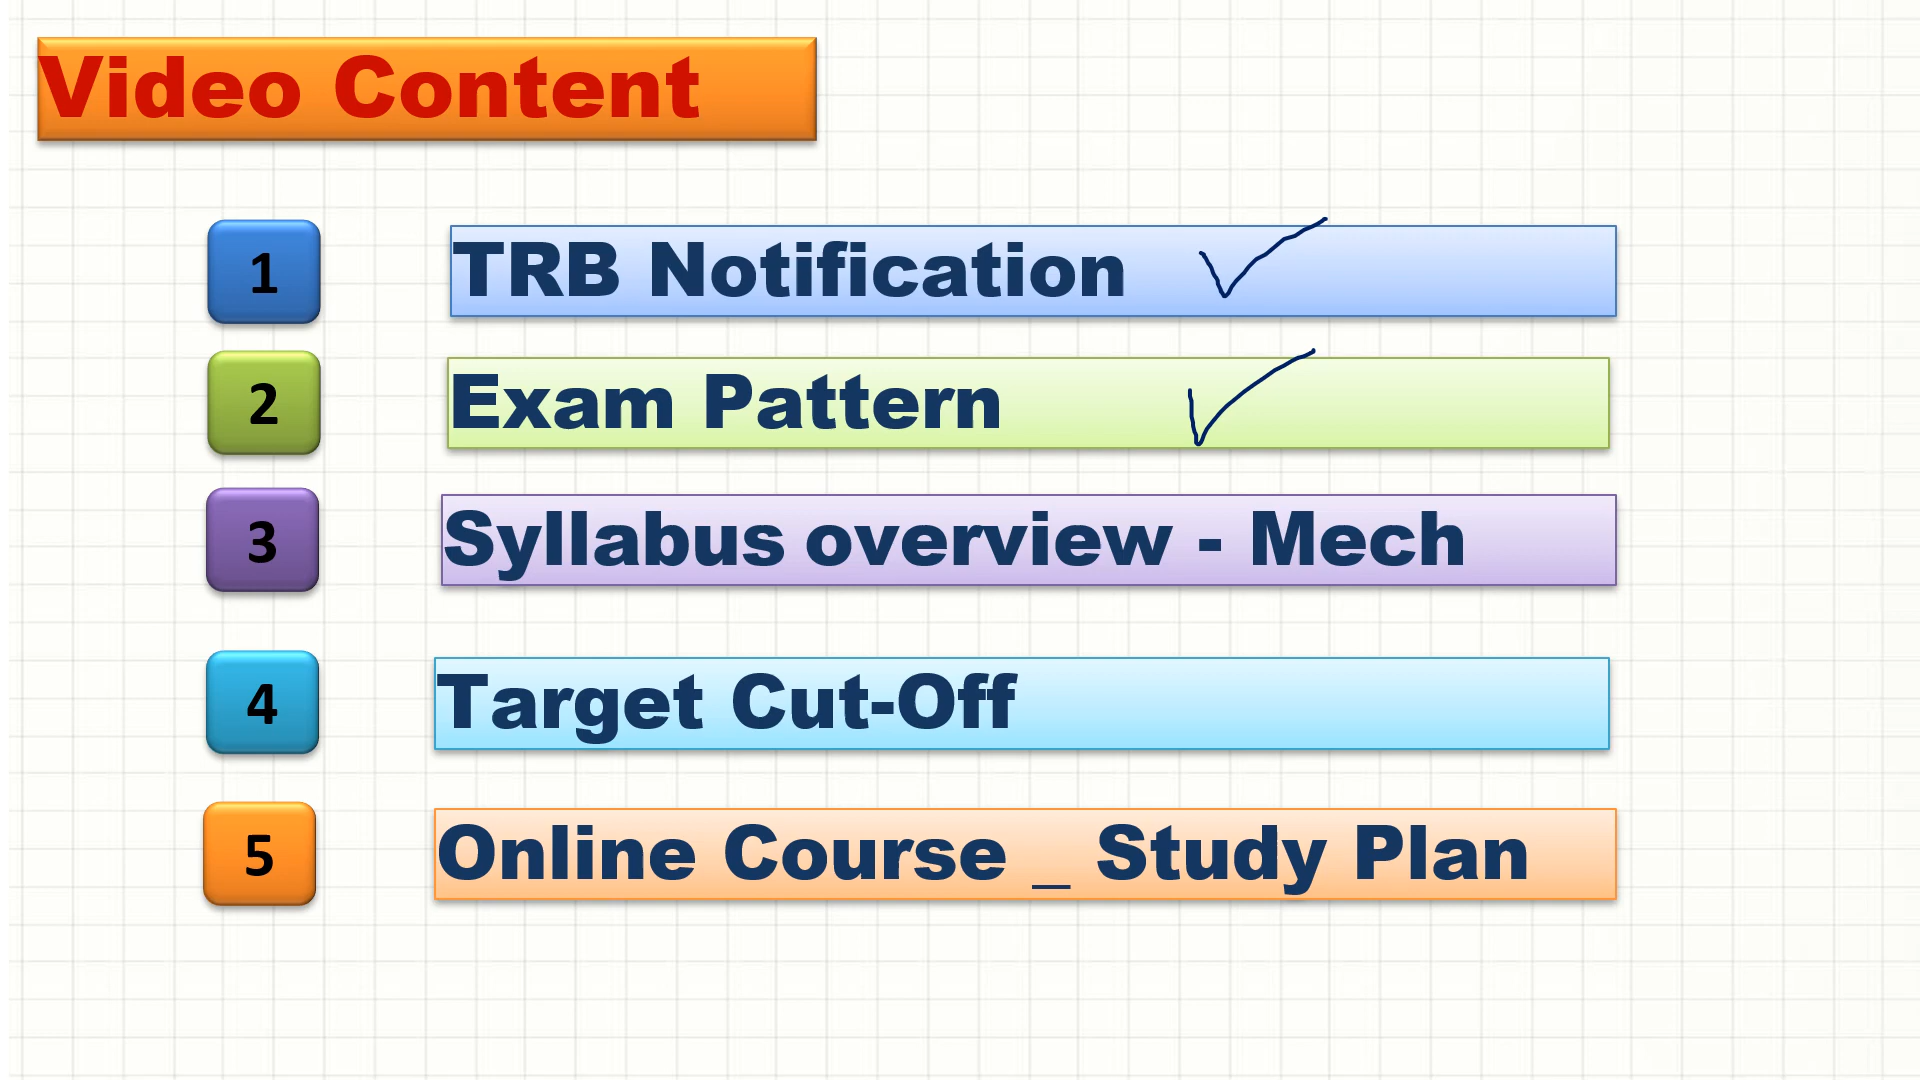 Video Content
1 TRB Notification
2 Exam Pattern
3 Syllabus overview - Mech
4 Target Cut-Off
5 Online Course _ Study Plan